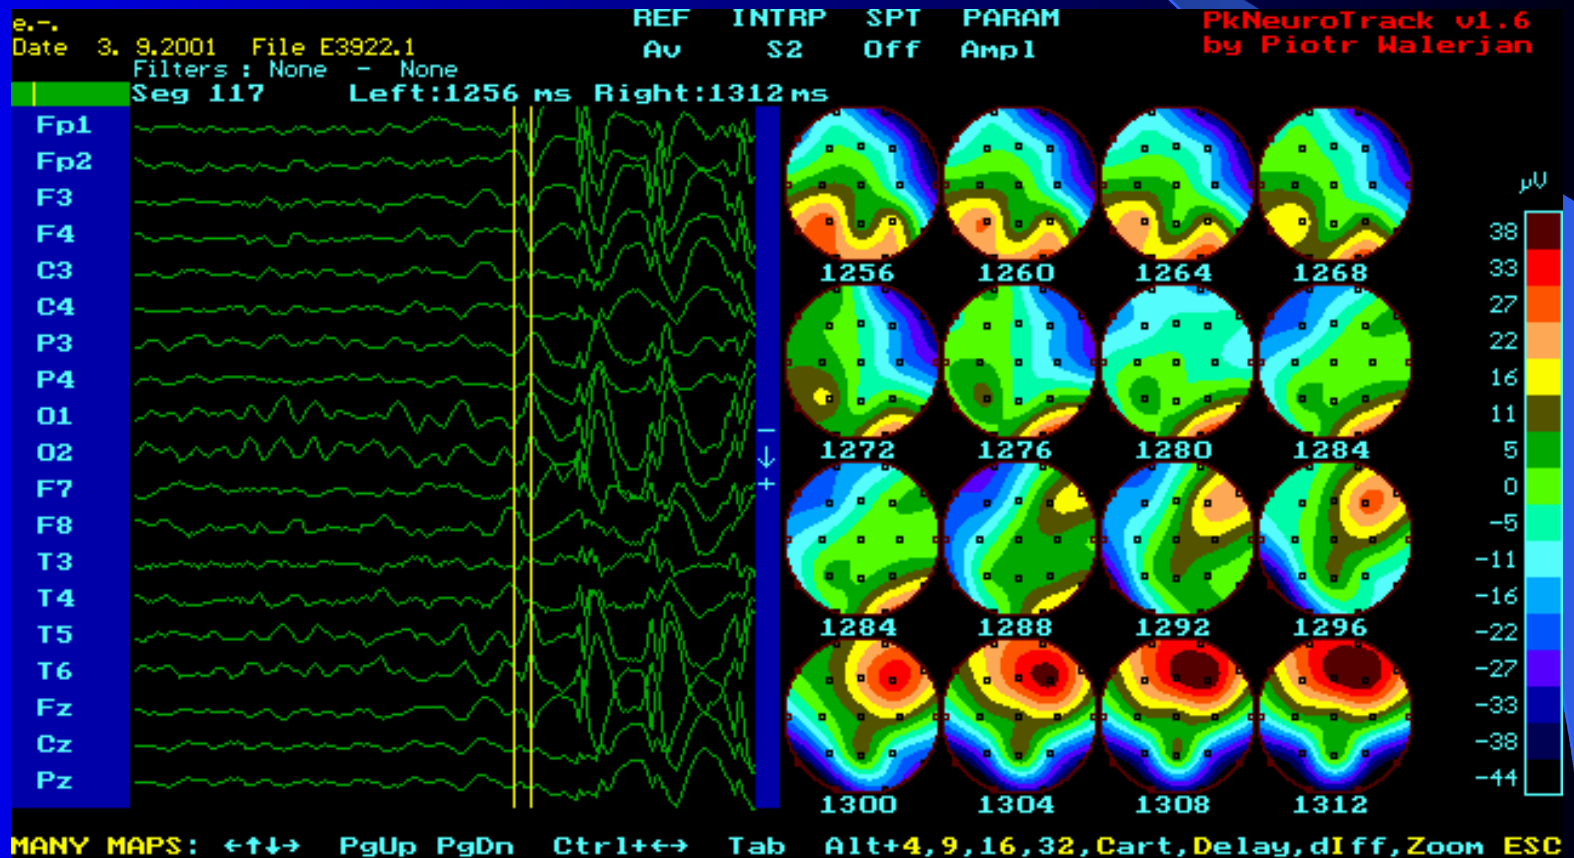 e.-.
REF INTRP SPT PARAM
PkNeuroTrack v1.6
Date 3. 9.2001 File E3922.1
Av S2 Off Ampl
by Piotr Walerjan
Filters : None - None
Seg 117 Left:1256 ms Right:1312 ms
Fp1
Fp2
F3
F4
C3
C4
P3
P4
O1
O2
F7
F8
T3
T4
T5
T6
Fz
Cz
Pz
-
↓
+
1256 1260 1264 1268
1272 1276 1280 1284
1284 1288 1292 1296
1300 1304 1308 1312
µV
38
33
27
22
16
11
5
0
-5
-11
-16
-22
-27
-33
-38
-44
MANY MAPS: ←↑↓→ PgUp PgDn Ctrl+←→ Tab Alt+4,9,16,32,Cart,Delay,dIff,Zoom ESC